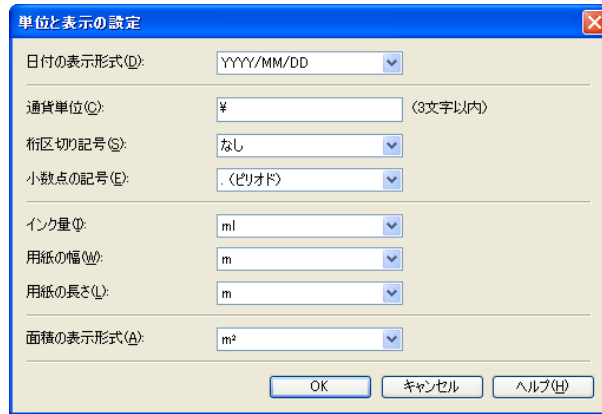 単位と表示の設定
日付の表示形式(D): YYYY/MM/DD
通貨単位(C): ¥ (3文字以内)
桁区切り記号(S): なし
小数点の記号(E): . (ピリオド)
インク量(I): ml
用紙の幅(W): m
用紙の長さ(L): m
面積の表示形式(A): m²
OK キャンセル ヘルプ(H)